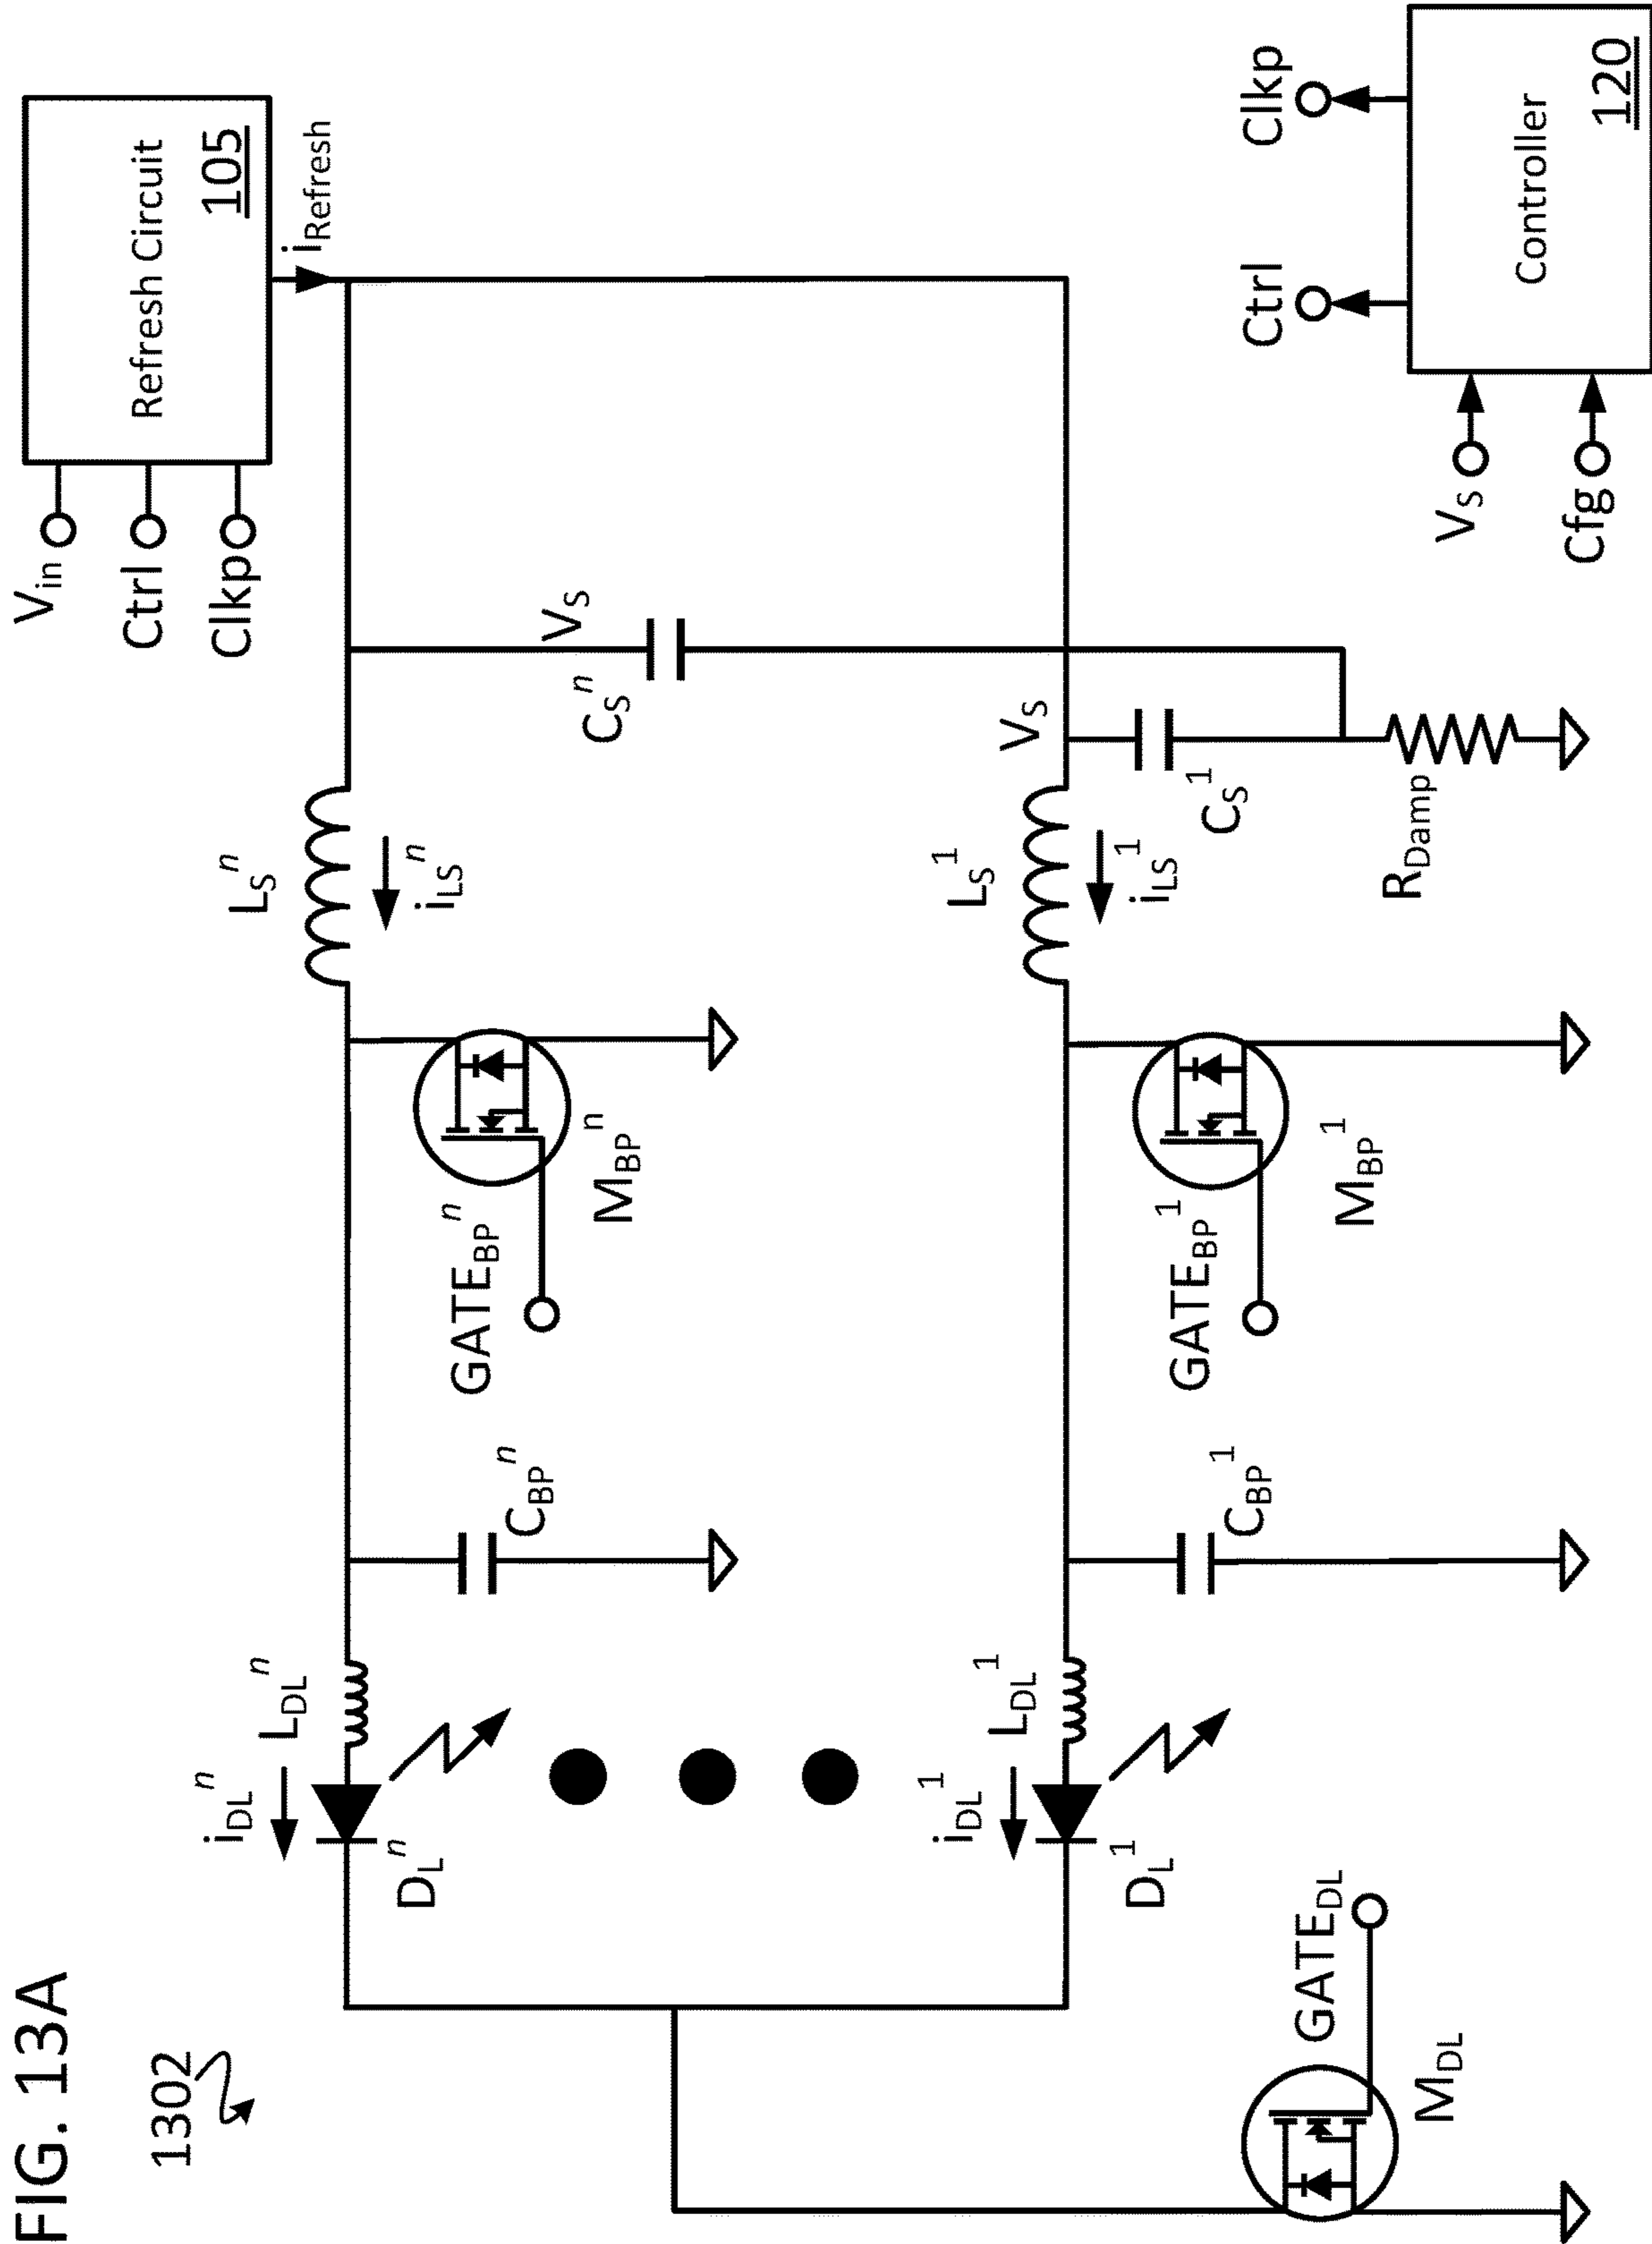 FIG. 13A
1302
i_DL^n
L_DL^n
D_L^n
C_BP^n
GATE_BP^n
M_BP^n
L_S^n
i_LS^n
C_S^n
V_S
V_in
Ctrl
Clkp
Refresh Circuit
105
i_Refresh
i_DL^1
L_DL^1
D_L^1
C_BP^1
GATE_BP^1
M_BP^1
L_S^1
i_LS^1
V_S
C_S^1
R_Damp
GATE_DL
M_DL
V_S
Cfg
Ctrl
Clkp
Controller
120